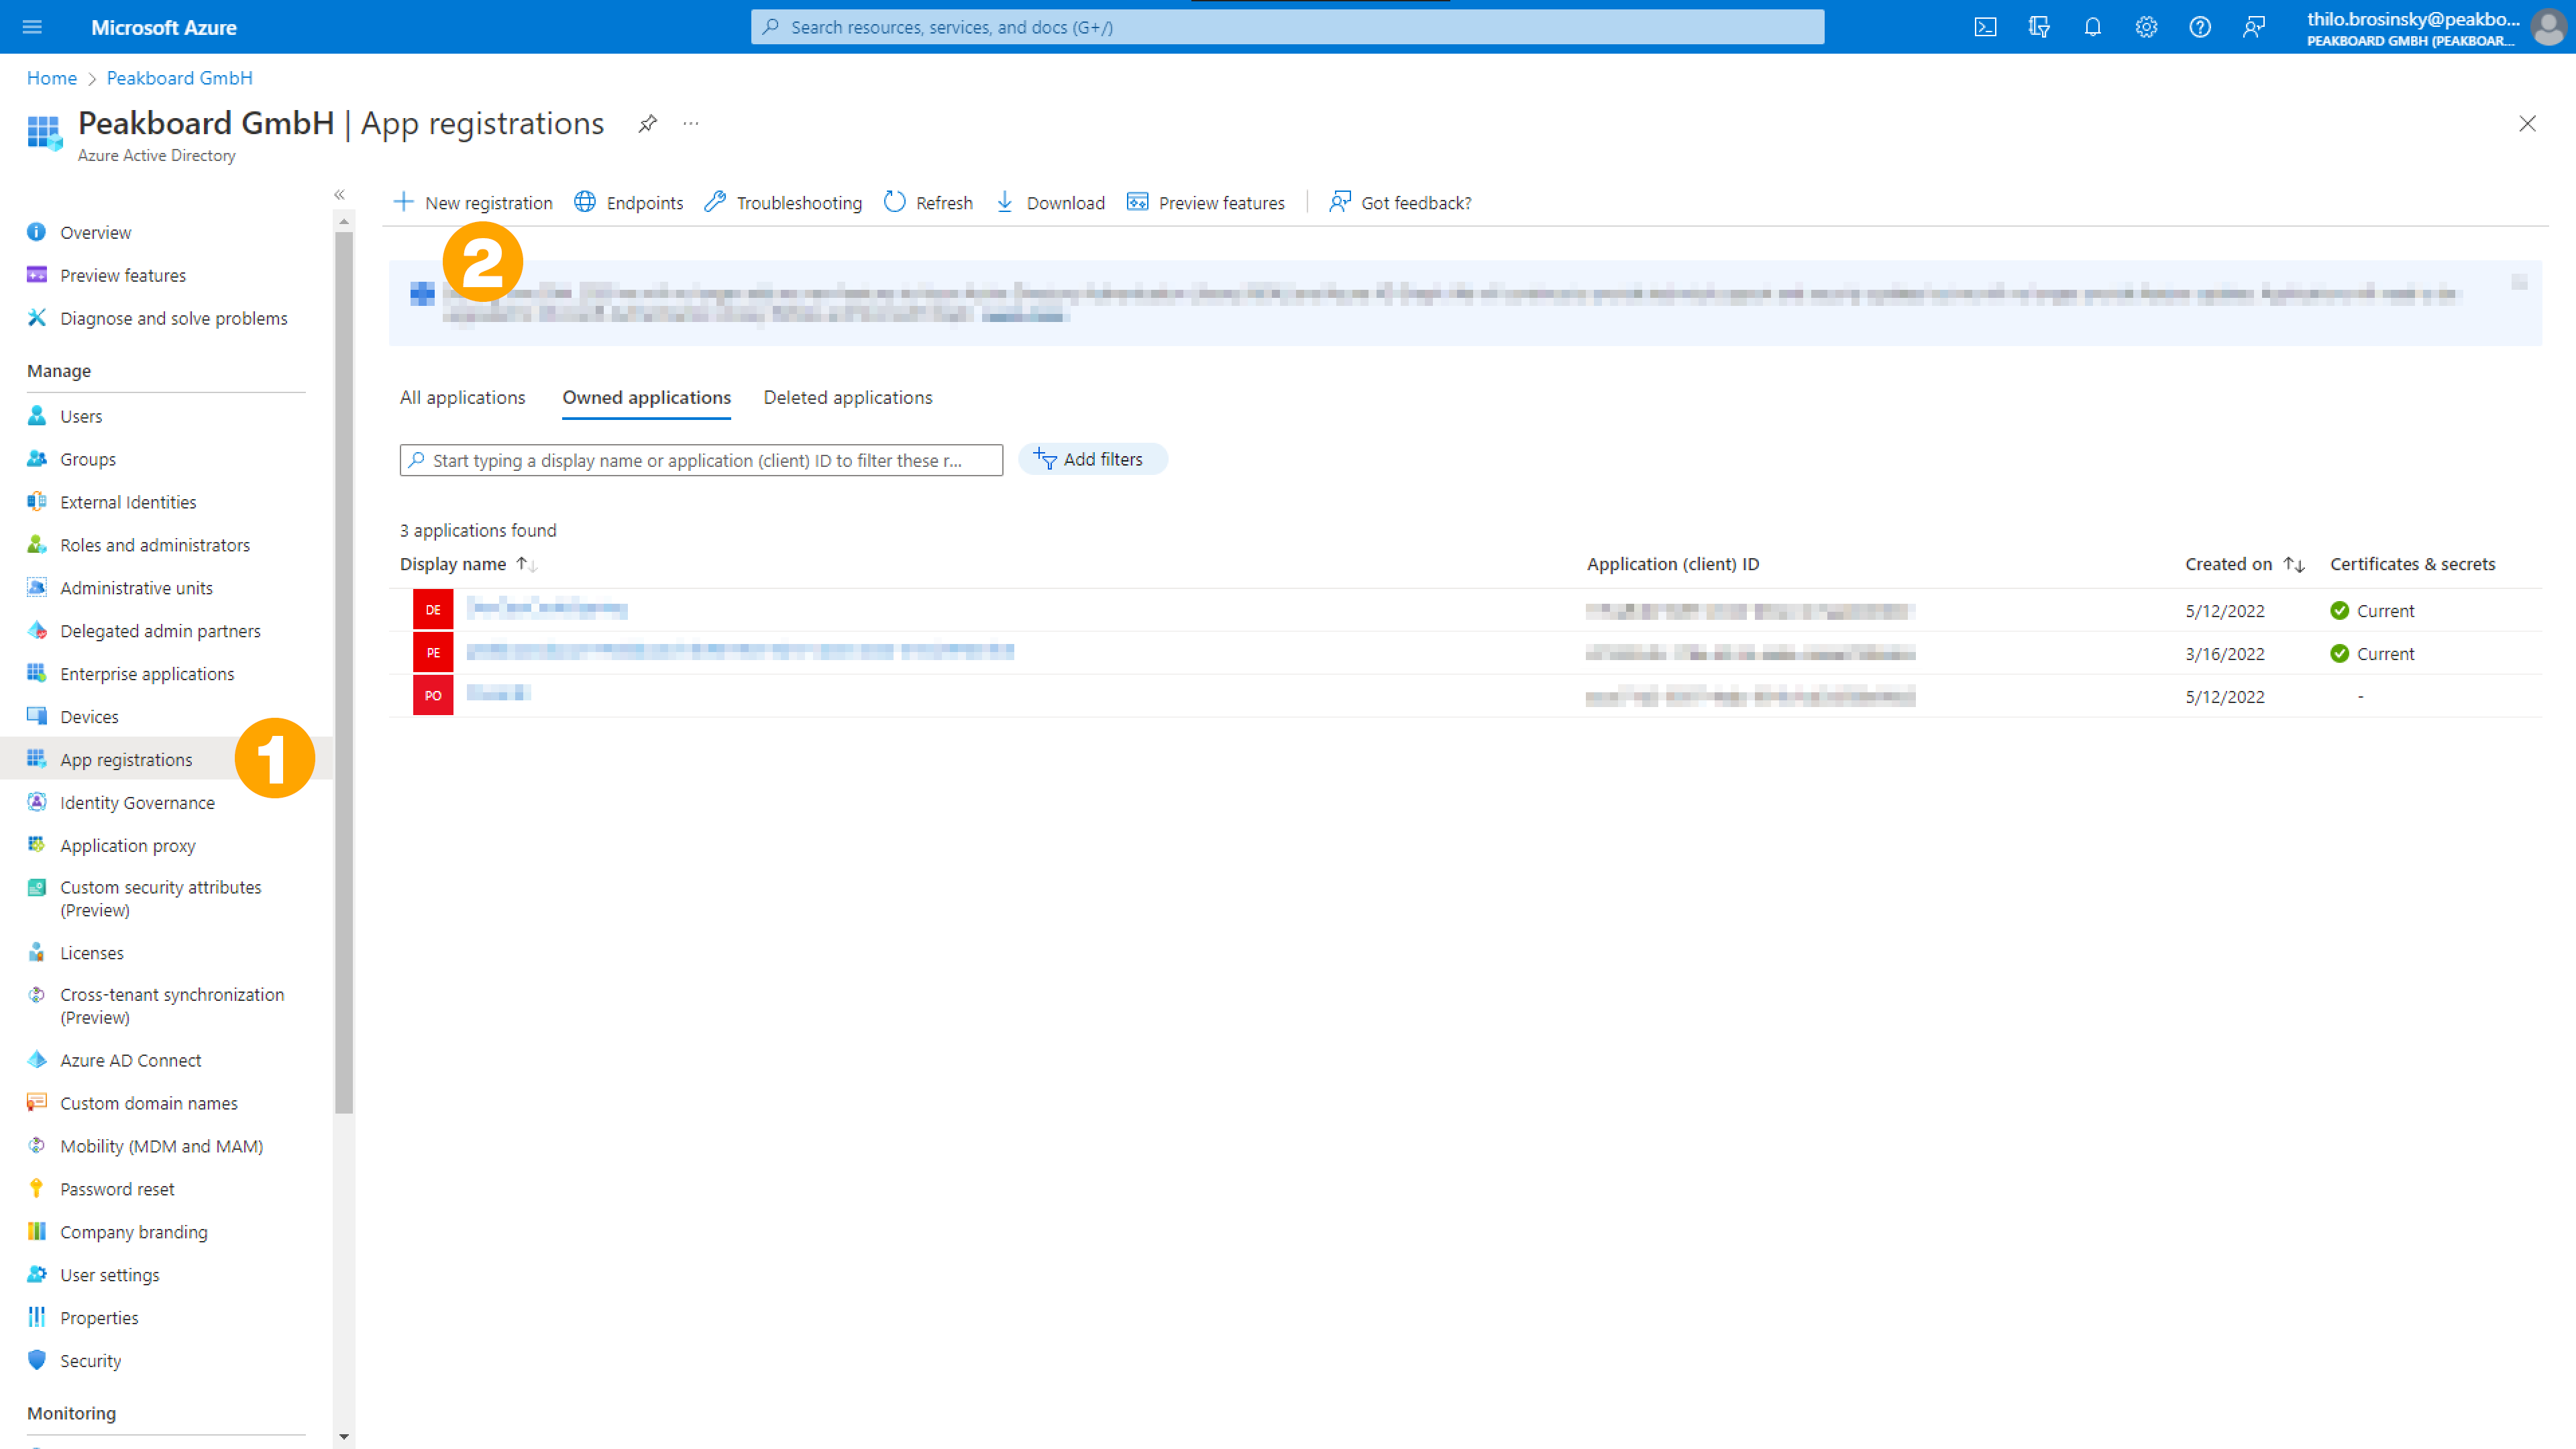 Microsoft Azure
Search resources, services, and docs (G+/)
thilo.brosinsky@peakbo...
PEAKBOARD GMBH (PEAKBOAR...
Home > Peakboard GmbH
Peakboard GmbH | App registrations
...
Azure Active Directory
«
New registration
Endpoints
Troubleshooting
Refresh
Download
Preview features
Got feedback?
2
Overview
Preview features
Diagnose and solve problems
Manage
Users
Groups
External Identities
Roles and administrators
Administrative units
Delegated admin partners
Enterprise applications
Devices
App registrations
1
Identity Governance
Application proxy
Custom security attributes
(Preview)
Licenses
Cross-tenant synchronization
(Preview)
Azure AD Connect
Custom domain names
Mobility (MDM and MAM)
Password reset
Company branding
User settings
Properties
Security
Monitoring
All applications
Owned applications
Deleted applications
Start typing a display name or application (client) ID to filter these r...
Add filters
3 applications found
Display name
Application (client) ID
Created on
Certificates & secrets
DE
5/12/2022
Current
PE
3/16/2022
Current
PO
5/12/2022
-